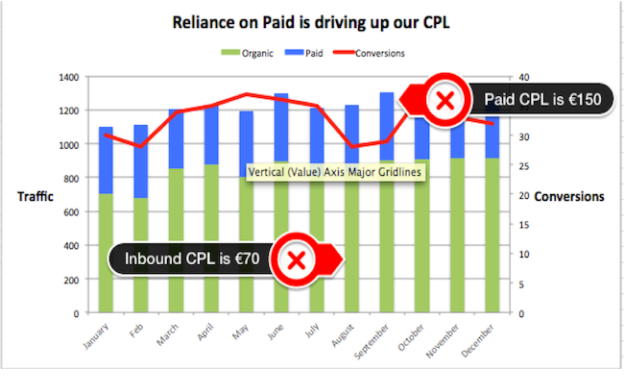 Reliance on Paid is driving up our CPL
Organic Paid Conversions
1400
1200
1000
800
600
400
200
0
Traffic
40
30
25
20
15
10
5
0
Conversions
Paid CPL is €150
Vertical (Value) Axis Major Gridlines
Inbound CPL is €70
January
Feb
March
April
May
June
July
August
September
October
November
December